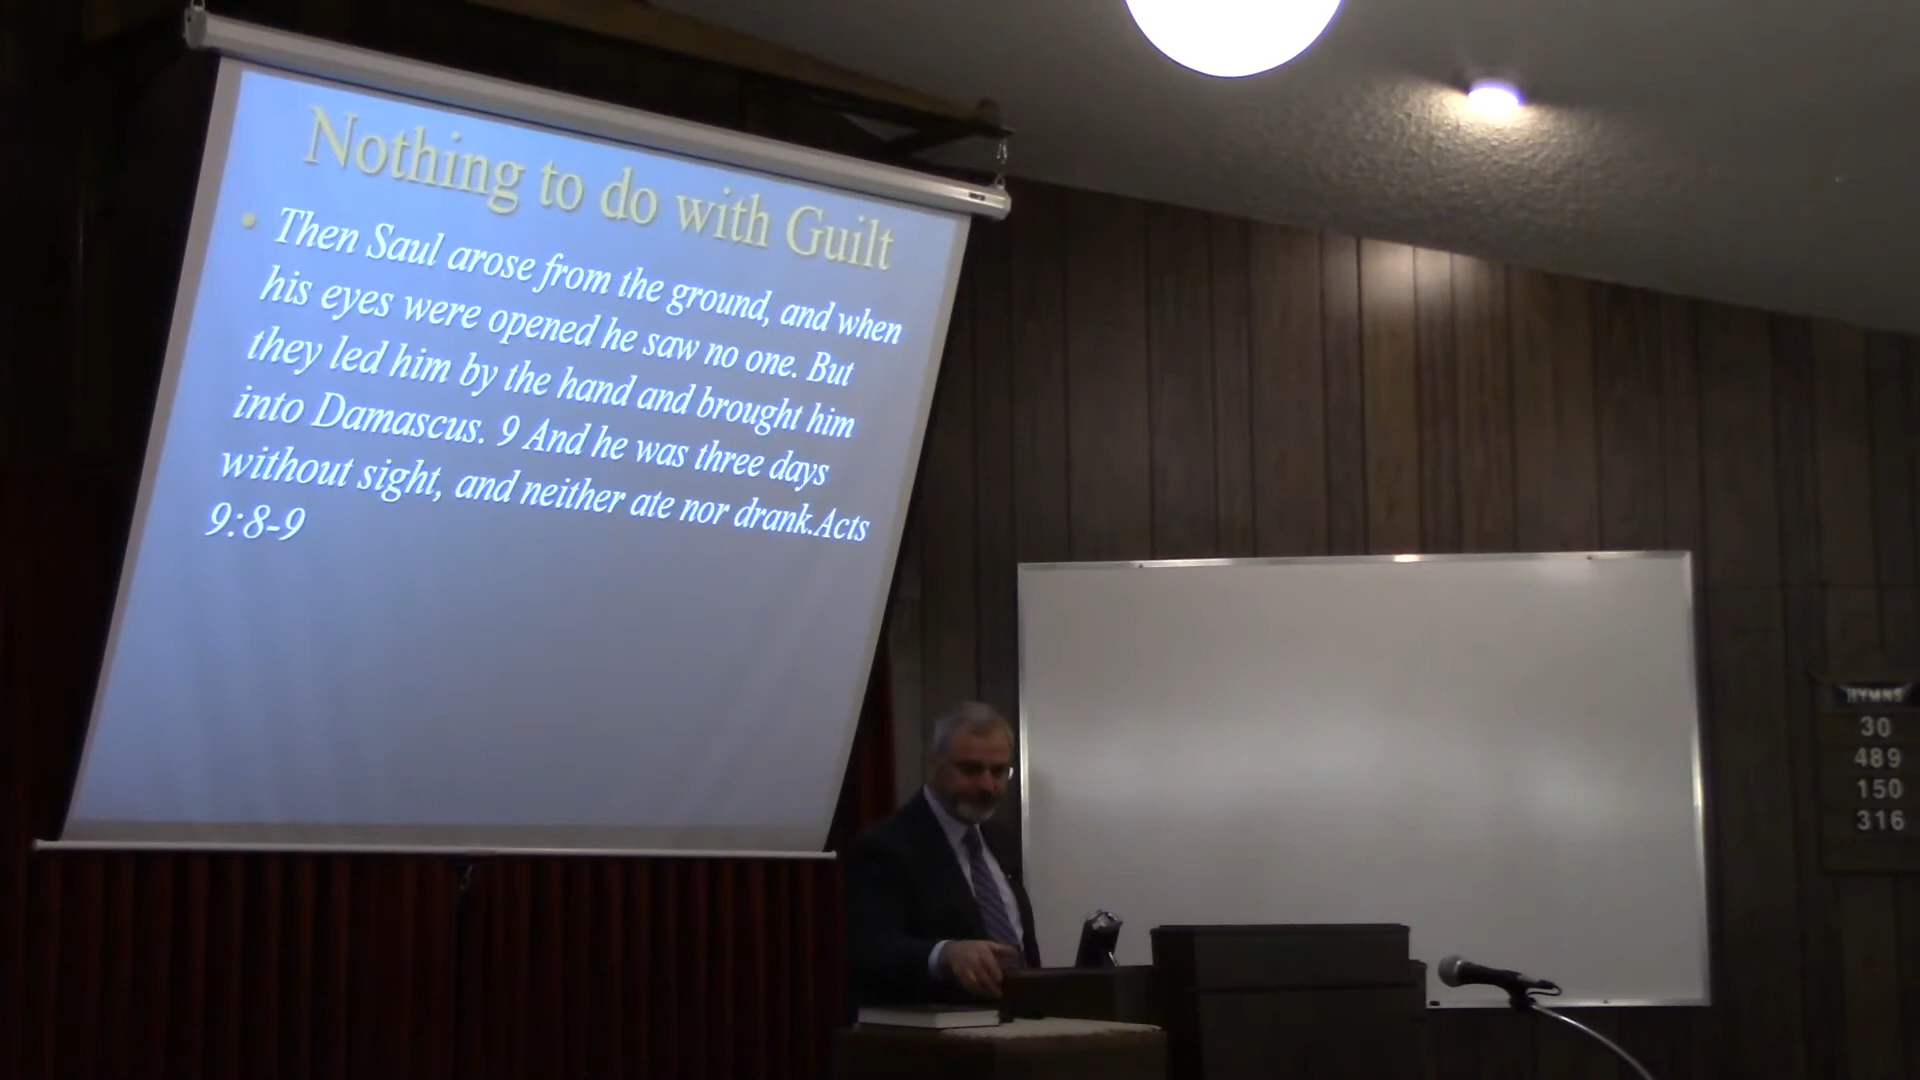 Nothing to do with Guilt
• Then Saul arose from the ground, and when
his eyes were opened he saw no one. But
they led him by the hand and brought him
into Damascus. 9 And he was three days
without sight, and neither ate nor drank.Acts
9:8-9
HYMNS
30
489
150
316